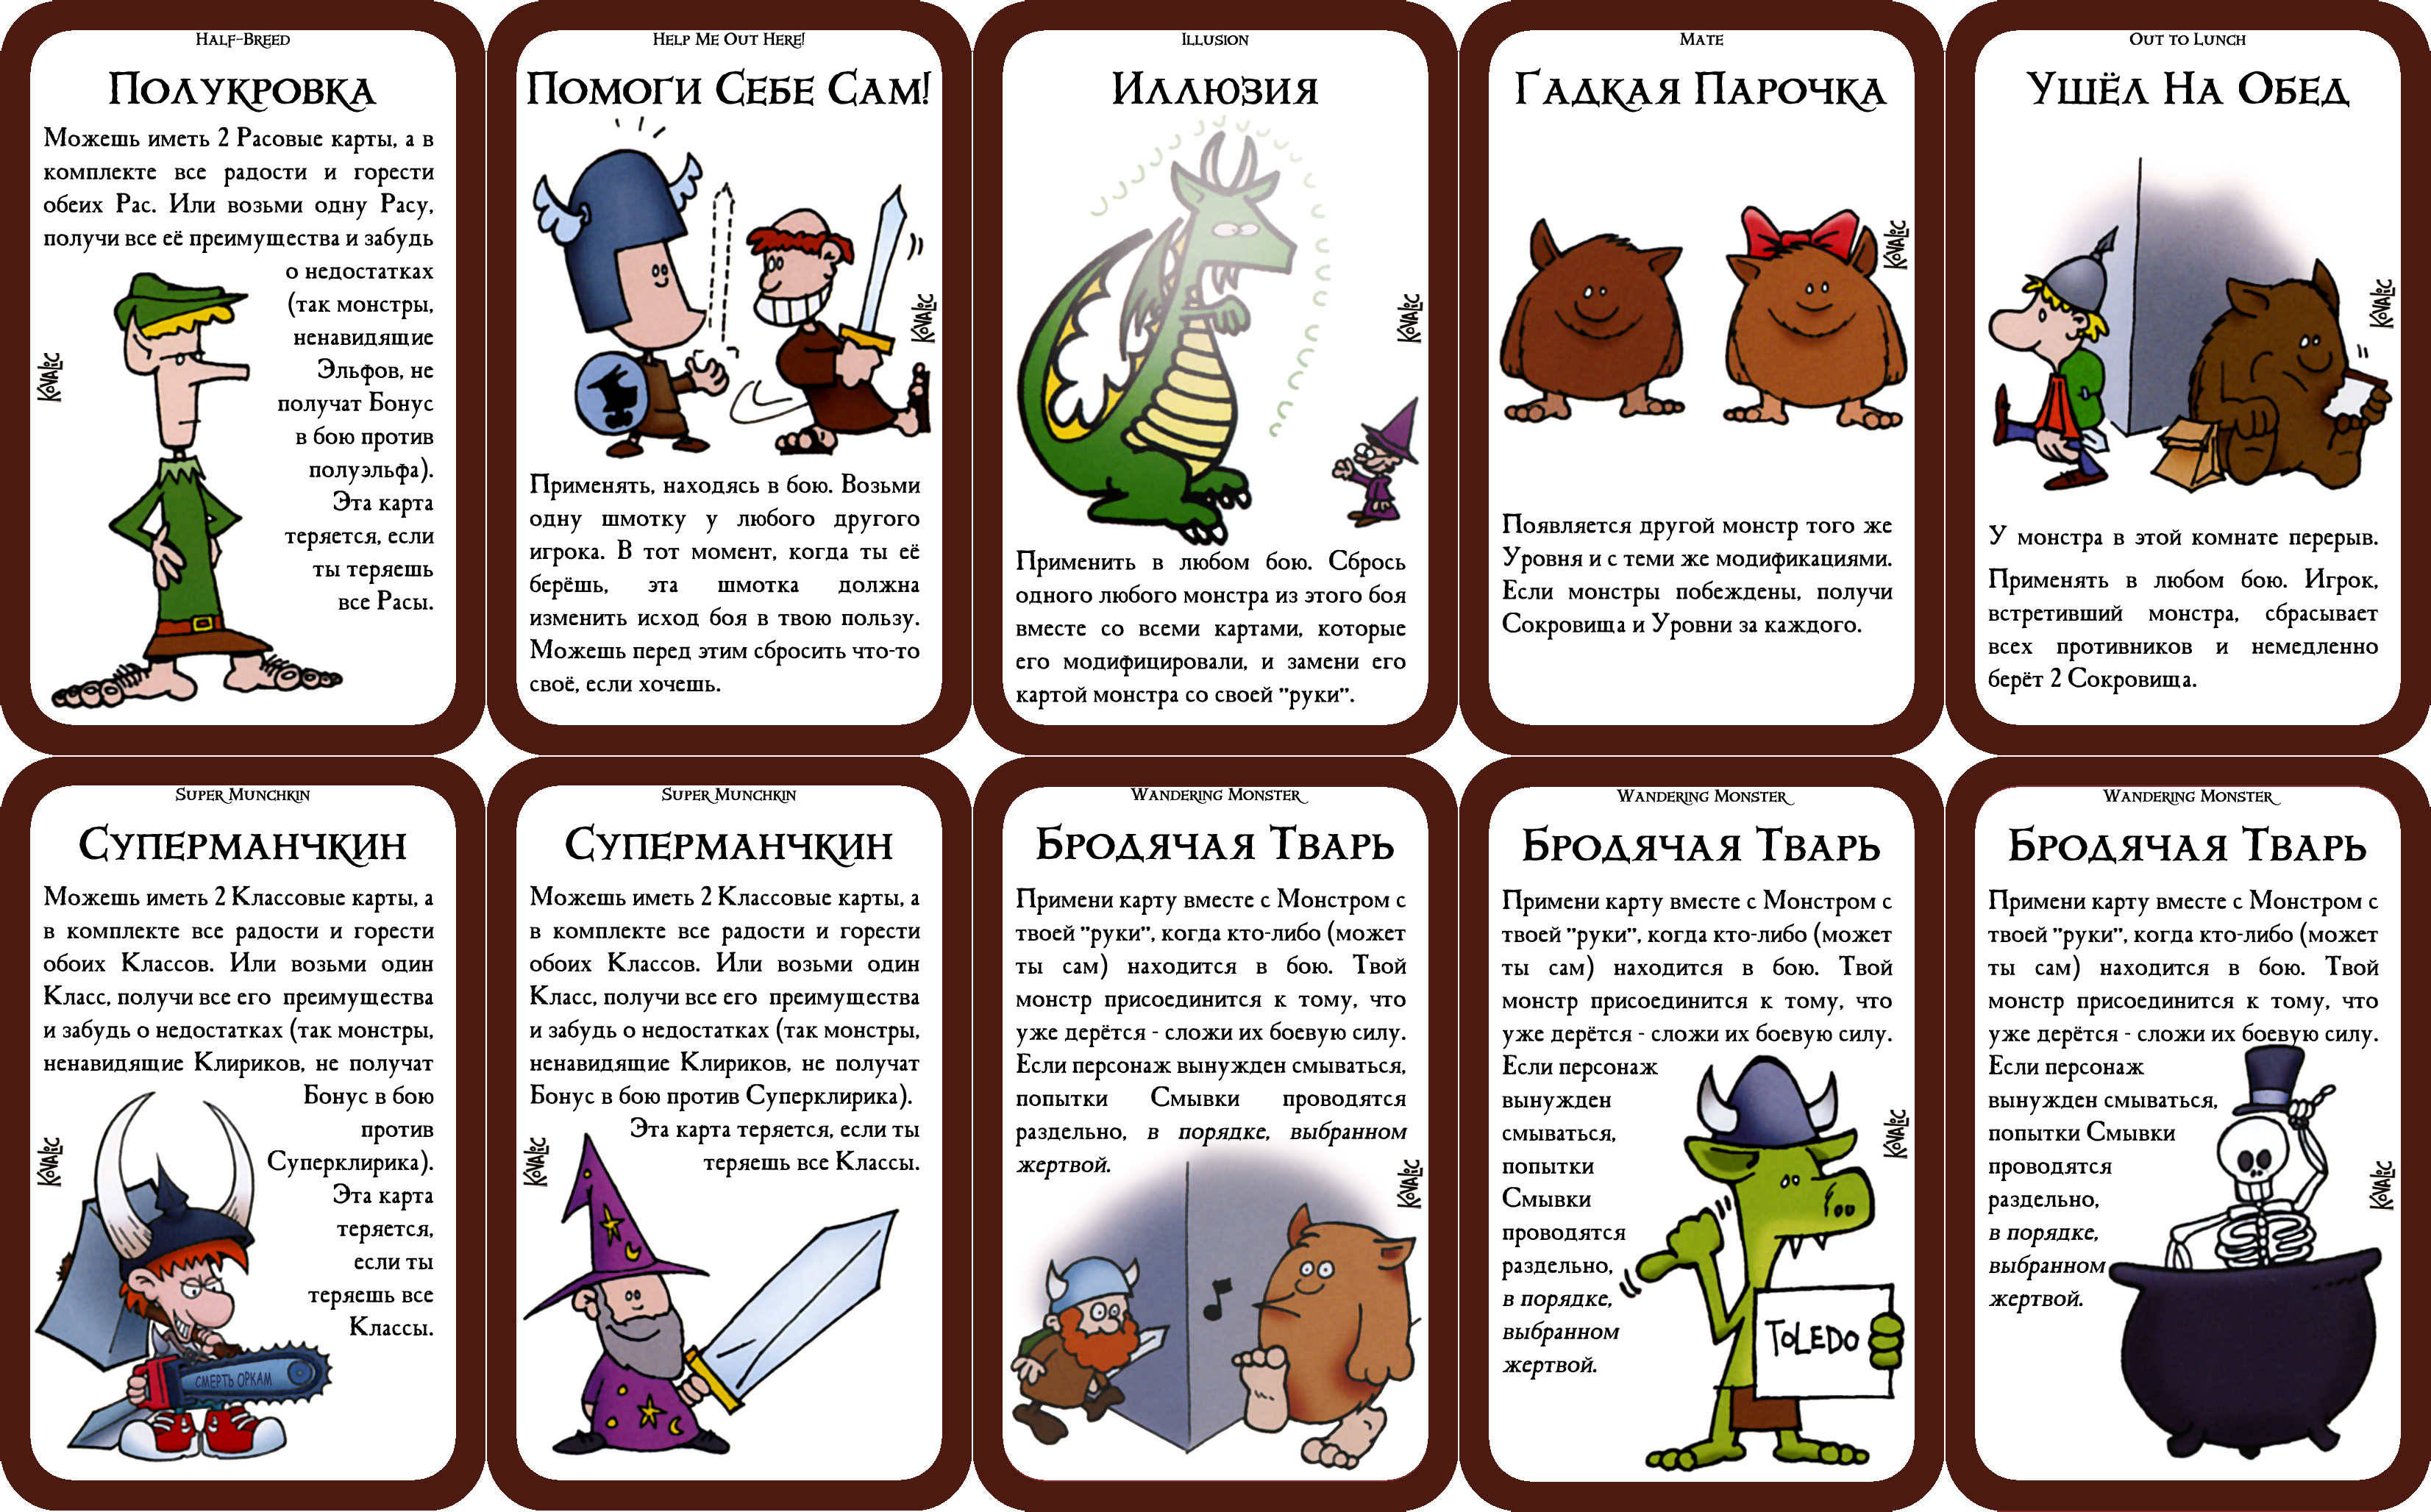 Half-Breed
Полукровка
Можешь иметь 2 Расовые карты, а в
комплекте все радости и горести
обеих Рас. Или возьми одну Расу,
получи все её преимущества и забудь
о недостатках
(так монстры,
ненавидящие
Эльфов, не
получат Бонус
в бою против
полуэльфа).
Эта карта
теряется, если
ты теряешь
все Расы.
Kovalic
Help Me Out Here!
Помоги Себе Сам!
Kovalic
Применять, находясь в бою. Возьми
одну шмотку у любого другого
игрока. В тот момент, когда ты её
берёшь, эта шмотка должна
изменить исход боя в твою пользу.
Можешь перед этим сбросить что-то
своё, если хочешь.
Illusion
Иллюзия
Kovalic
Применить в любом бою. Сбрось
одного любого монстра из этого боя
вместе со всеми картами, которые
его модифицировали, и замени его
картой монстра со своей "руки".
Mate
Гадкая Парочка
Kovalic
Появляется другой монстр того же
Уровня и с теми же модификациями.
Если монстры побеждены, получи
Сокровища и Уровни за каждого.
Out to Lunch
Ушёл На Обед
Kovalic
У монстра в этой комнате перерыв.
Применять в любом бою. Игрок,
встретивший монстра, сбрасывает
всех противников и немедленно
берёт 2 Сокровища.
Super Munchkin
Суперманчкин
Можешь иметь 2 Классовые карты, а
в комплекте все радости и горести
обоих Классов. Или возьми один
Класс, получи все его преимущества
и забудь о недостатках (так монстры,
ненавидящие Клириков, не получат
Бонус в бою
против
Суперклирика).
Эта карта
теряется,
если ты
теряешь все
Классы.
Kovalic
СМЕРТЬ ОРКАМ
Super Munchkin
Суперманчкин
Можешь иметь 2 Классовые карты, а
в комплекте все радости и горести
обоих Классов. Или возьми один
Класс, получи все его преимущества
и забудь о недостатках (так монстры,
ненавидящие Клириков, не получат
Бонус в бою против Суперклирика).
Эта карта теряется, если ты
теряешь все Классы.
Kovalic
Wandering Monster
Бродячая Тварь
Примени карту вместе с Монстром с
твоей "руки", когда кто-либо (может
ты сам) находится в бою. Твой
монстр присоединится к тому, что
уже дерётся - сложи их боевую силу.
Если персонаж вынужден смываться,
попытки Смывки проводятся
раздельно, в порядке, выбранном
жертвой.
Kovalic
Wandering Monster
Бродячая Тварь
Примени карту вместе с Монстром с
твоей "руки", когда кто-либо (может
ты сам) находится в бою. Твой
монстр присоединится к тому, что
уже дерётся - сложи их боевую силу.
Если персонаж
вынужден
смываться,
попытки
Смывки
проводятся
раздельно,
в порядке,
выбранном
жертвой.
Kovalic
TOLEDO
Wandering Monster
Бродячая Тварь
Примени карту вместе с Монстром с
твоей "руки", когда кто-либо (может
ты сам) находится в бою. Твой
монстр присоединится к тому, что
уже дерётся - сложи их боевую силу.
Если персонаж
вынужден смываться,
попытки Смывки
проводятся
раздельно,
в порядке,
выбранном
жертвой.
Kovalic